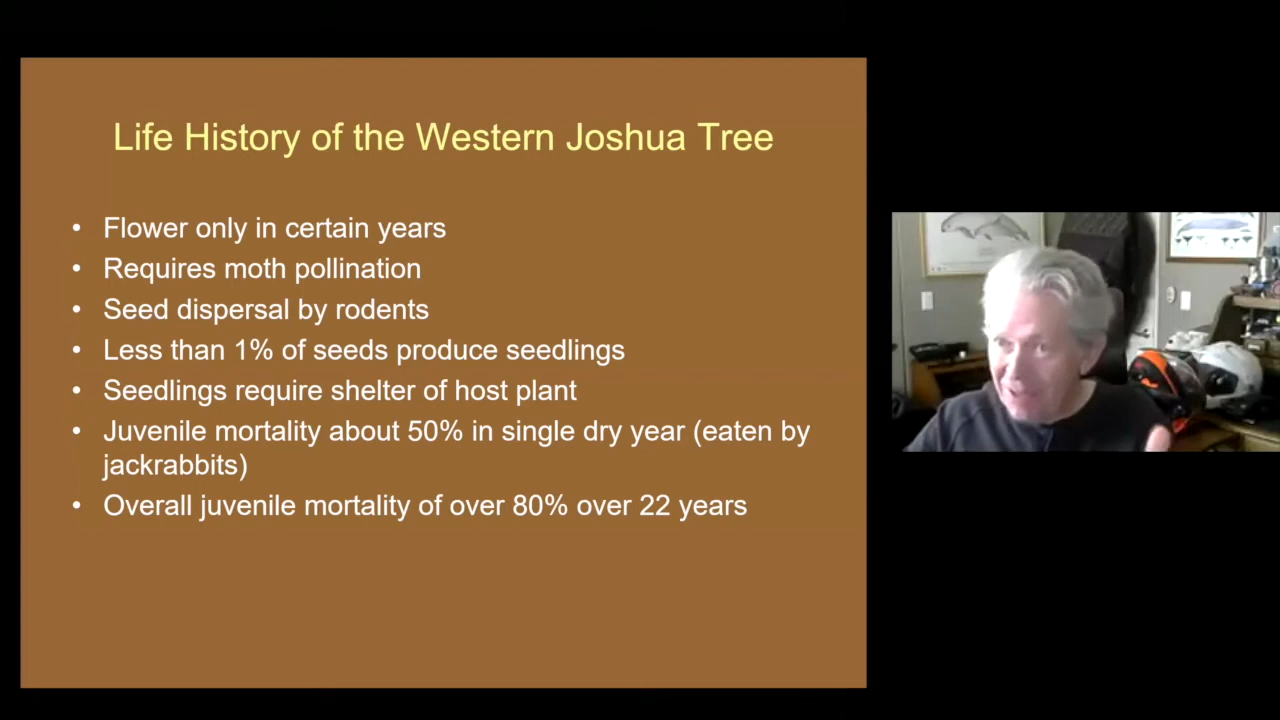 Life History of the Western Joshua Tree
• Flower only in certain years
• Requires moth pollination
• Seed dispersal by rodents
• Less than 1% of seeds produce seedlings
• Seedlings require shelter of host plant
• Juvenile mortality about 50% in single dry year (eaten by
jackrabbits)
• Overall juvenile mortality of over 80% over 22 years